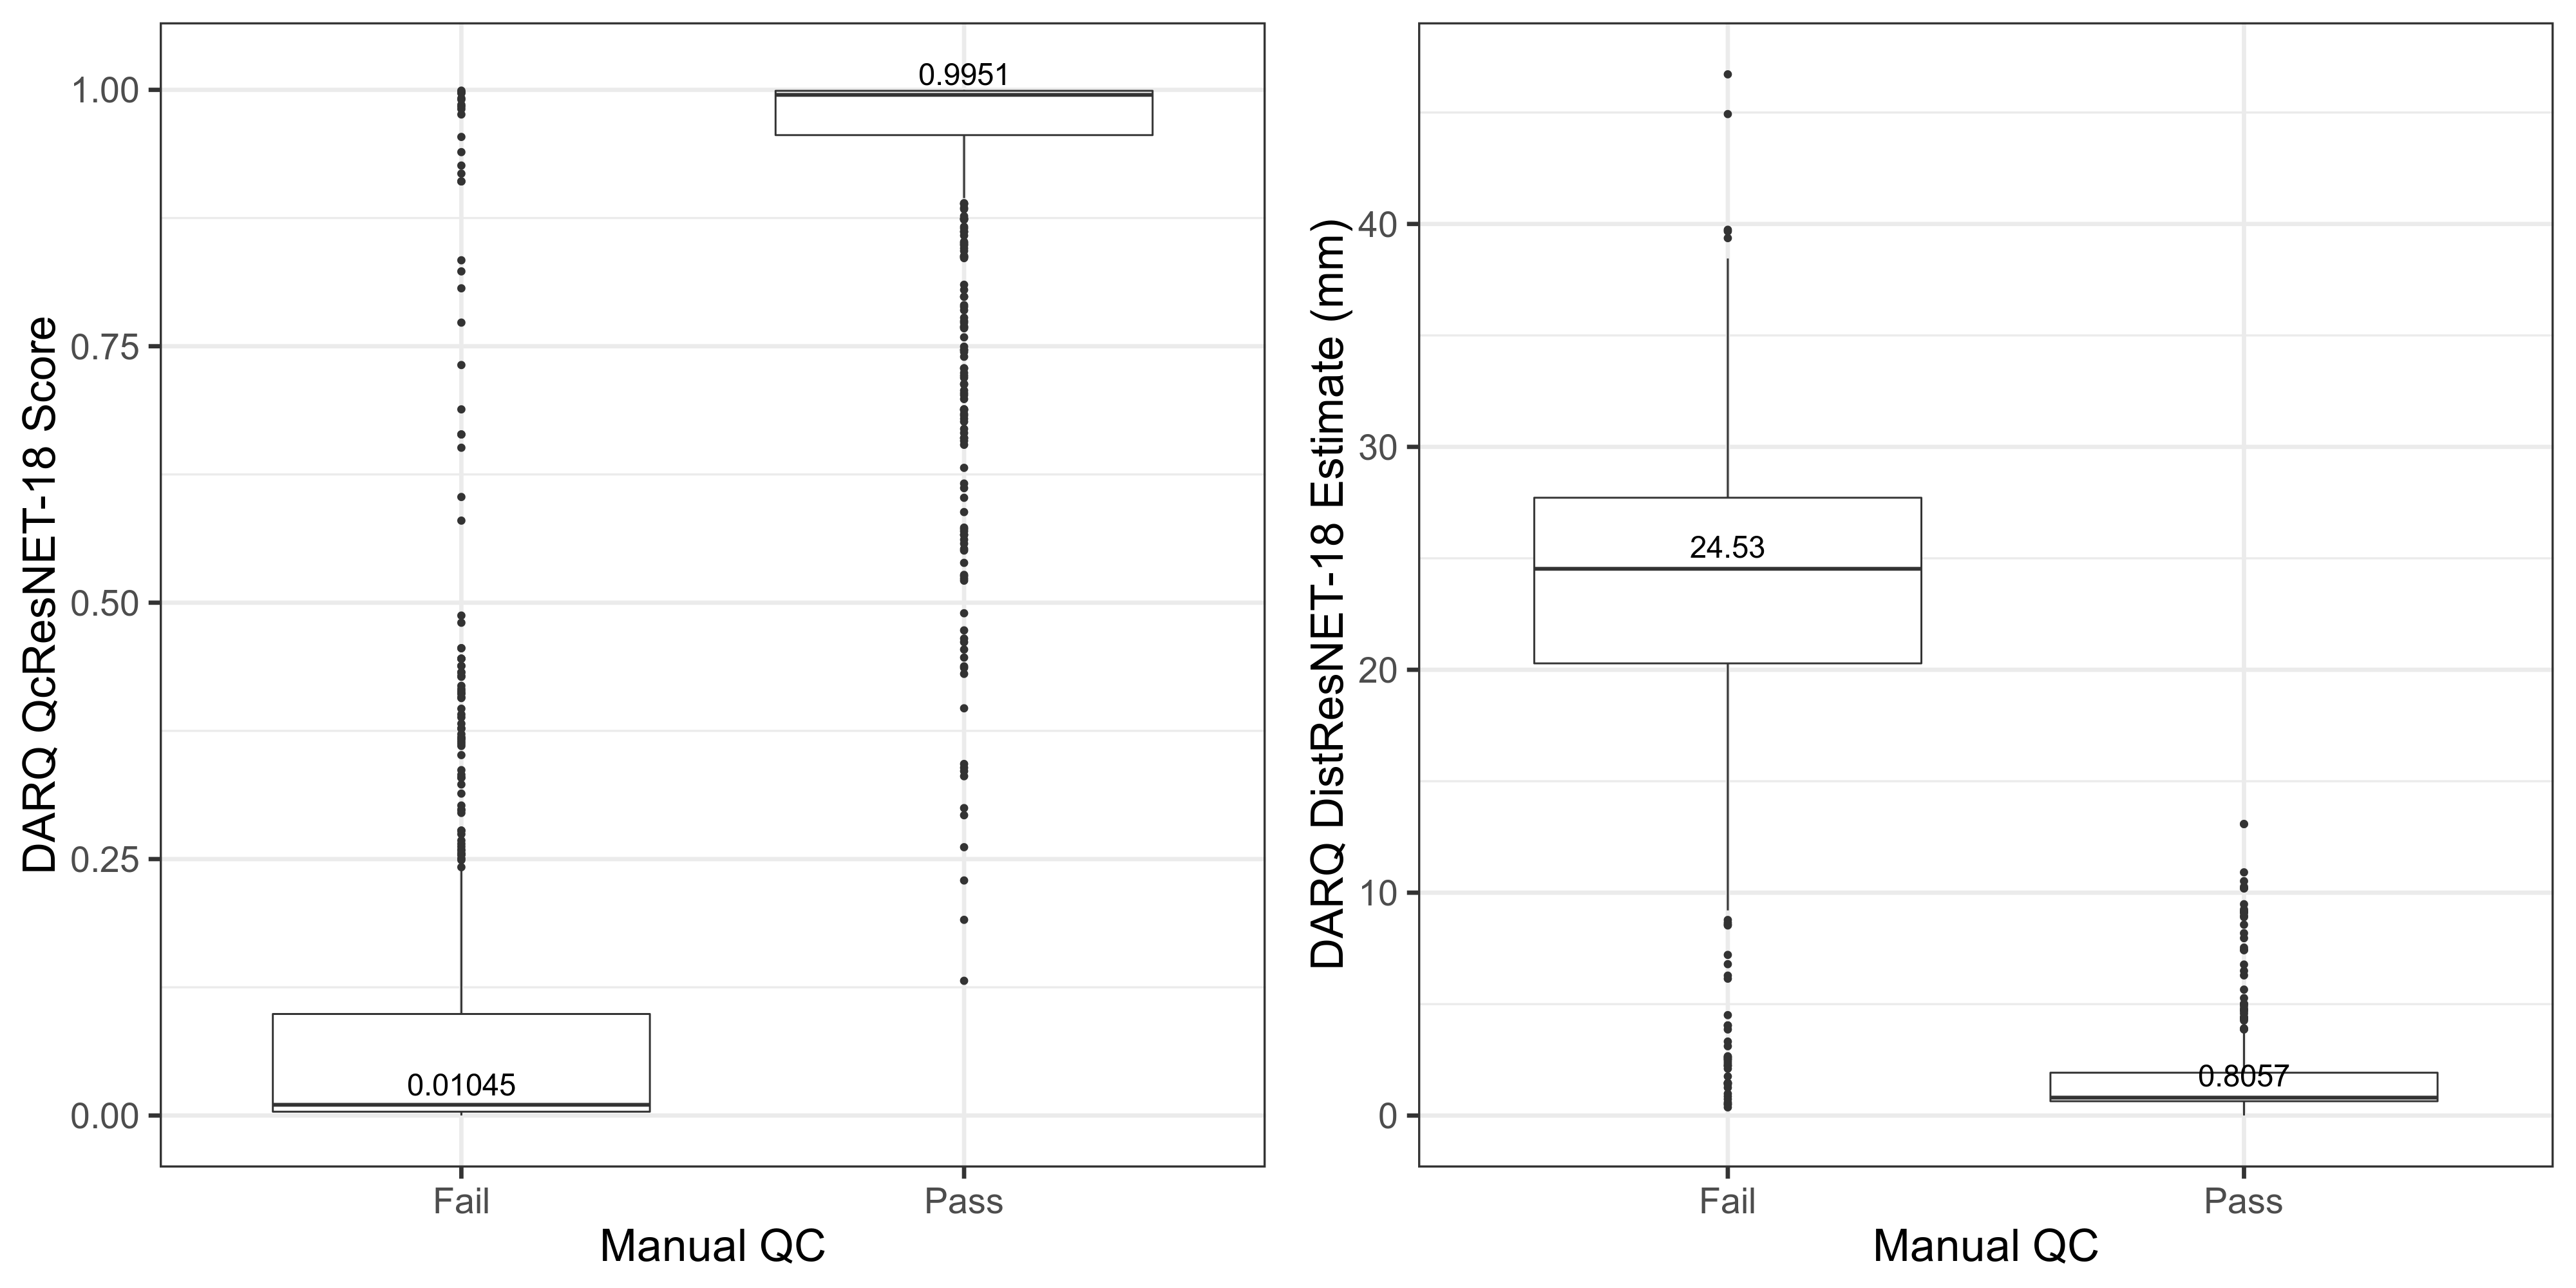 DARQ QcResNET-18 Score
1.00
0.75
0.50
0.25
0.00
0.9951
0.01045
Fail
Pass
Manual QC
DARQ DistResNET-18 Estimate (mm)
40
30
20
10
0
24.53
0.8057
Fail
Pass
Manual QC